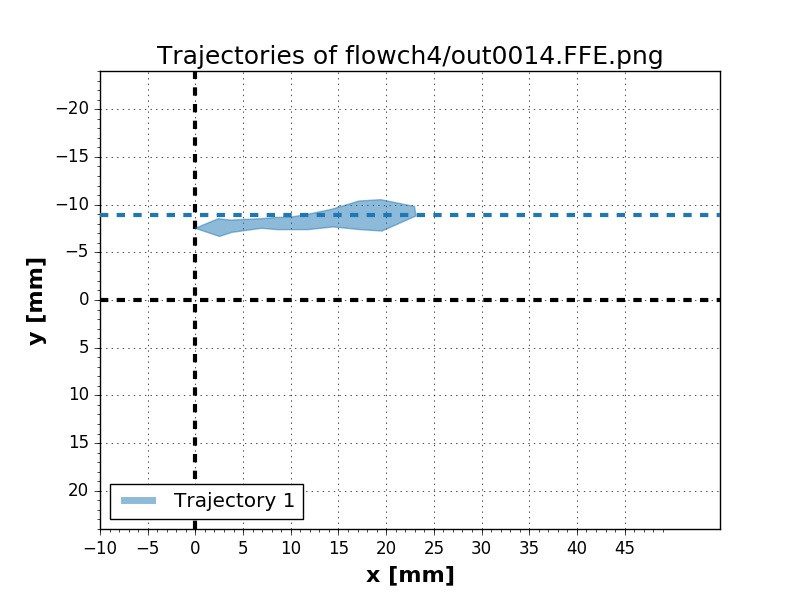 Trajectories of flowch4/out0014.FFE.png
−20
−15
−10
−5
0
5
10
15
20
y [mm]
Trajectory 1
−10 −5 0 5 10 15 20 25 30 35 40 45
x [mm]